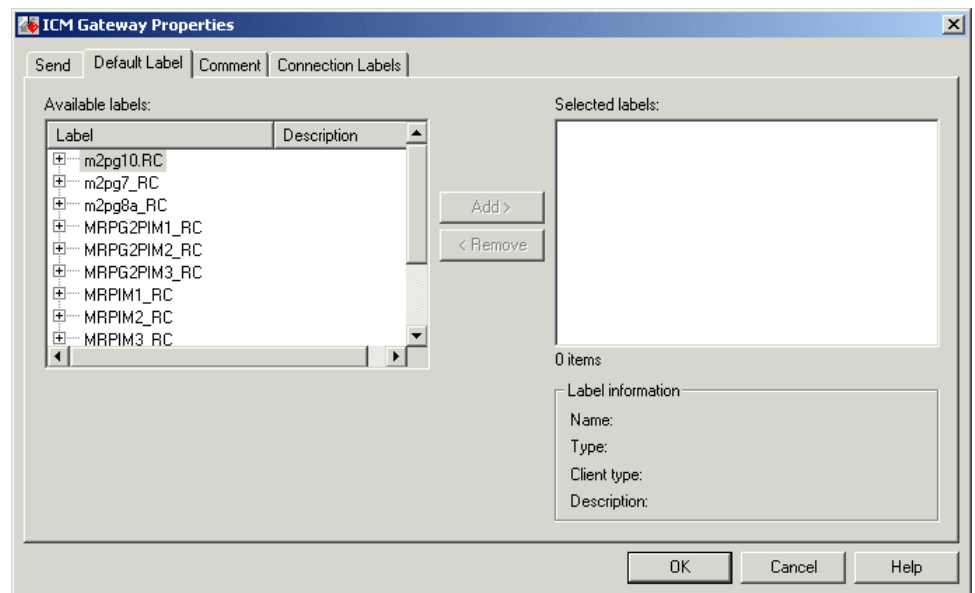 ICM Gateway Properties
Send Default Label Comment Connection Labels
Available labels:
Label Description
m2pg10.RC
m2pg7_RC
m2pg8a_RC
MRPG2PIM1_RC
MRPG2PIM2_RC
MRPG2PIM3_RC
MRPIM1_RC
MRPIM2_RC
MRPIM3_RC
Add >
< Remove
Selected labels:
0 items
Label information
Name:
Type:
Client type:
Description:
OK Cancel Help